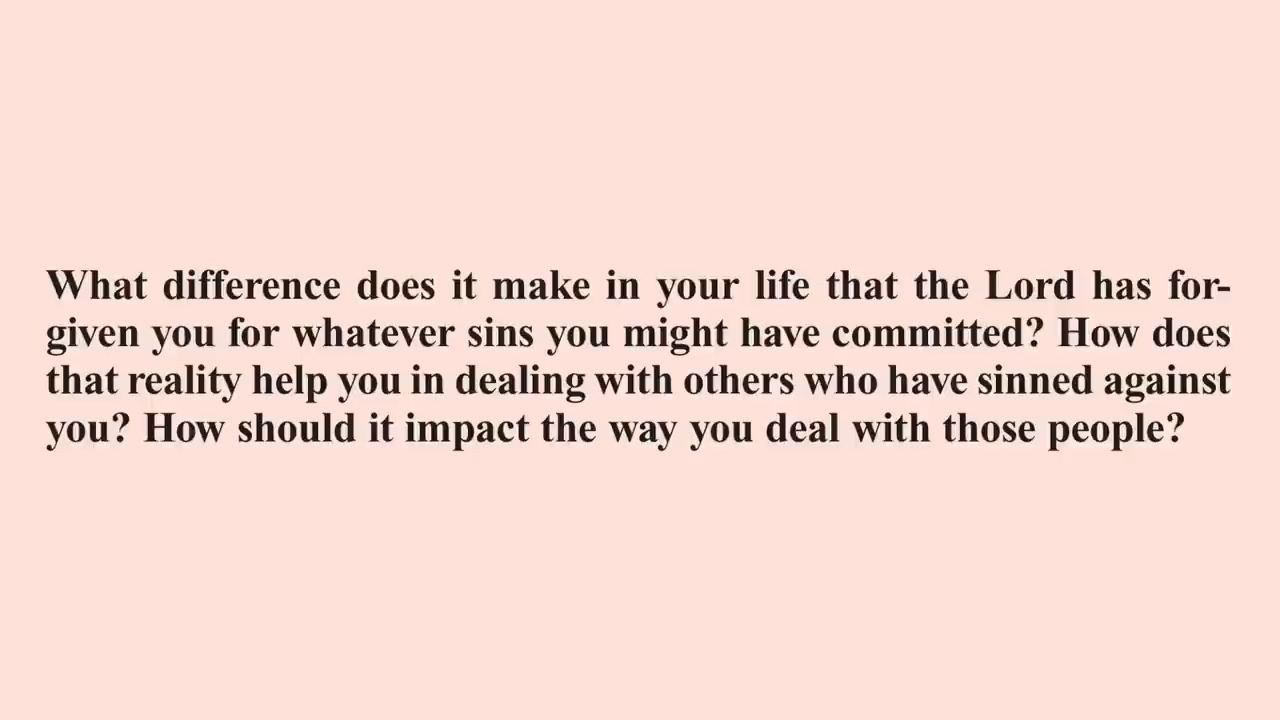 What difference does it make in your life that the Lord has for-
given you for whatever sins you might have committed? How does
that reality help you in dealing with others who have sinned against
you? How should it impact the way you deal with those people?